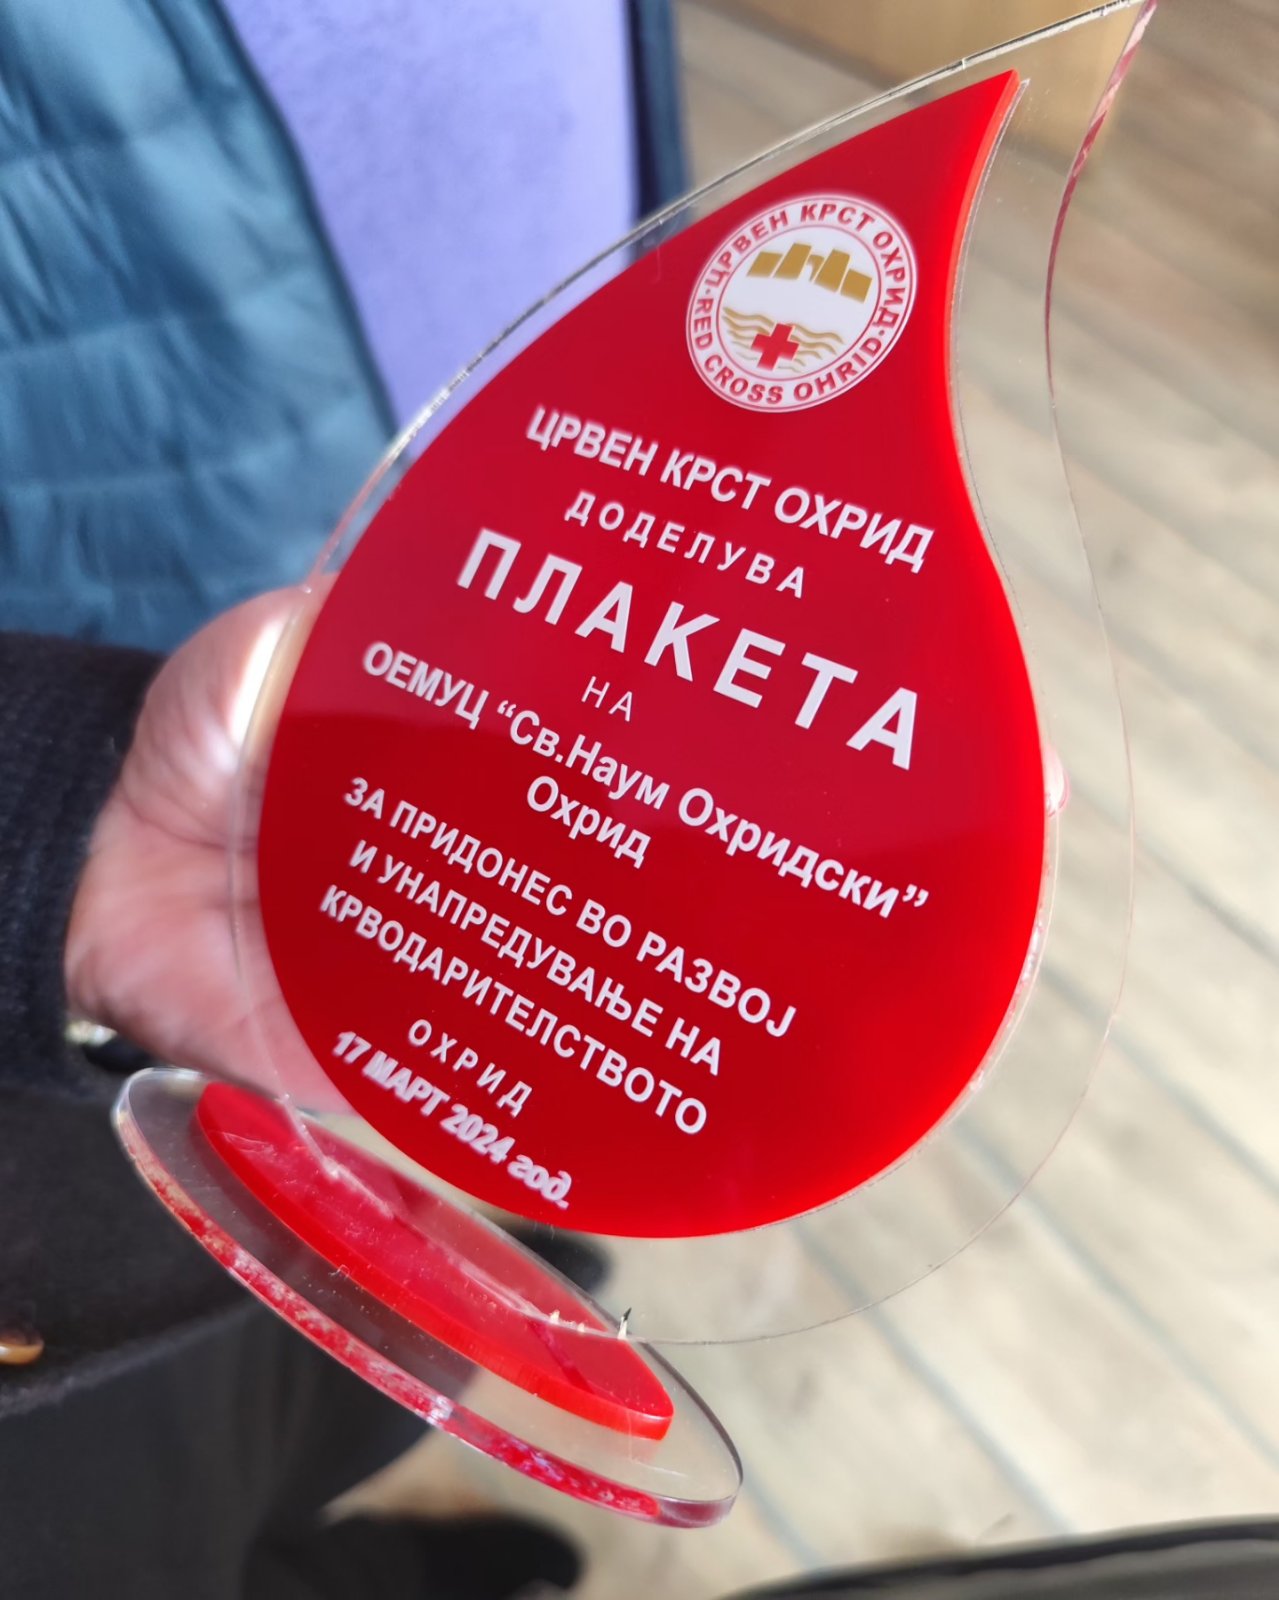 ·ЦРВЕН КРСТ ОХРИД·
RED CROSS OHRID
ЦРВЕН КРСТ ОХРИД
ДОДЕЛУВА
ПЛАКЕТА
НА
ОЕМУЦ “Св.Наум Охридски”
Охрид
ЗА ПРИДОНЕС ВО РАЗВОЈ
И УНАПРЕДУВАЊЕ НА
КРВОДАРИТЕЛСТВОТО
ОХРИД
17 МАРТ 2024 год.